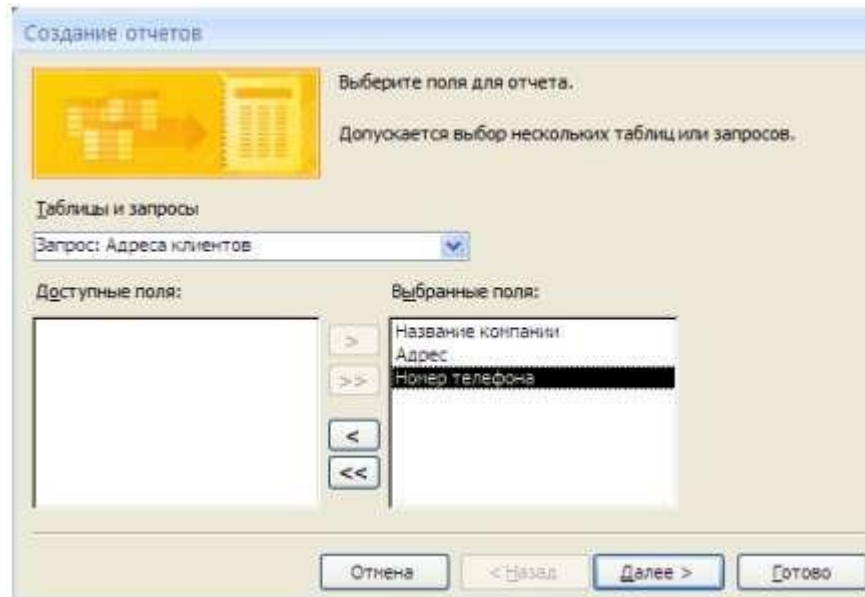 Создание отчетов
Выберите поля для отчета.
Допускается выбор нескольких таблиц или запросов.
Таблицы и запросы
Запрос: Адреса клиентов
Доступные поля:
Выбранные поля:
>
>>
<
<<
Название компании
Адрес
Номер телефона
Отмена
< Назад
Далее >
Готово